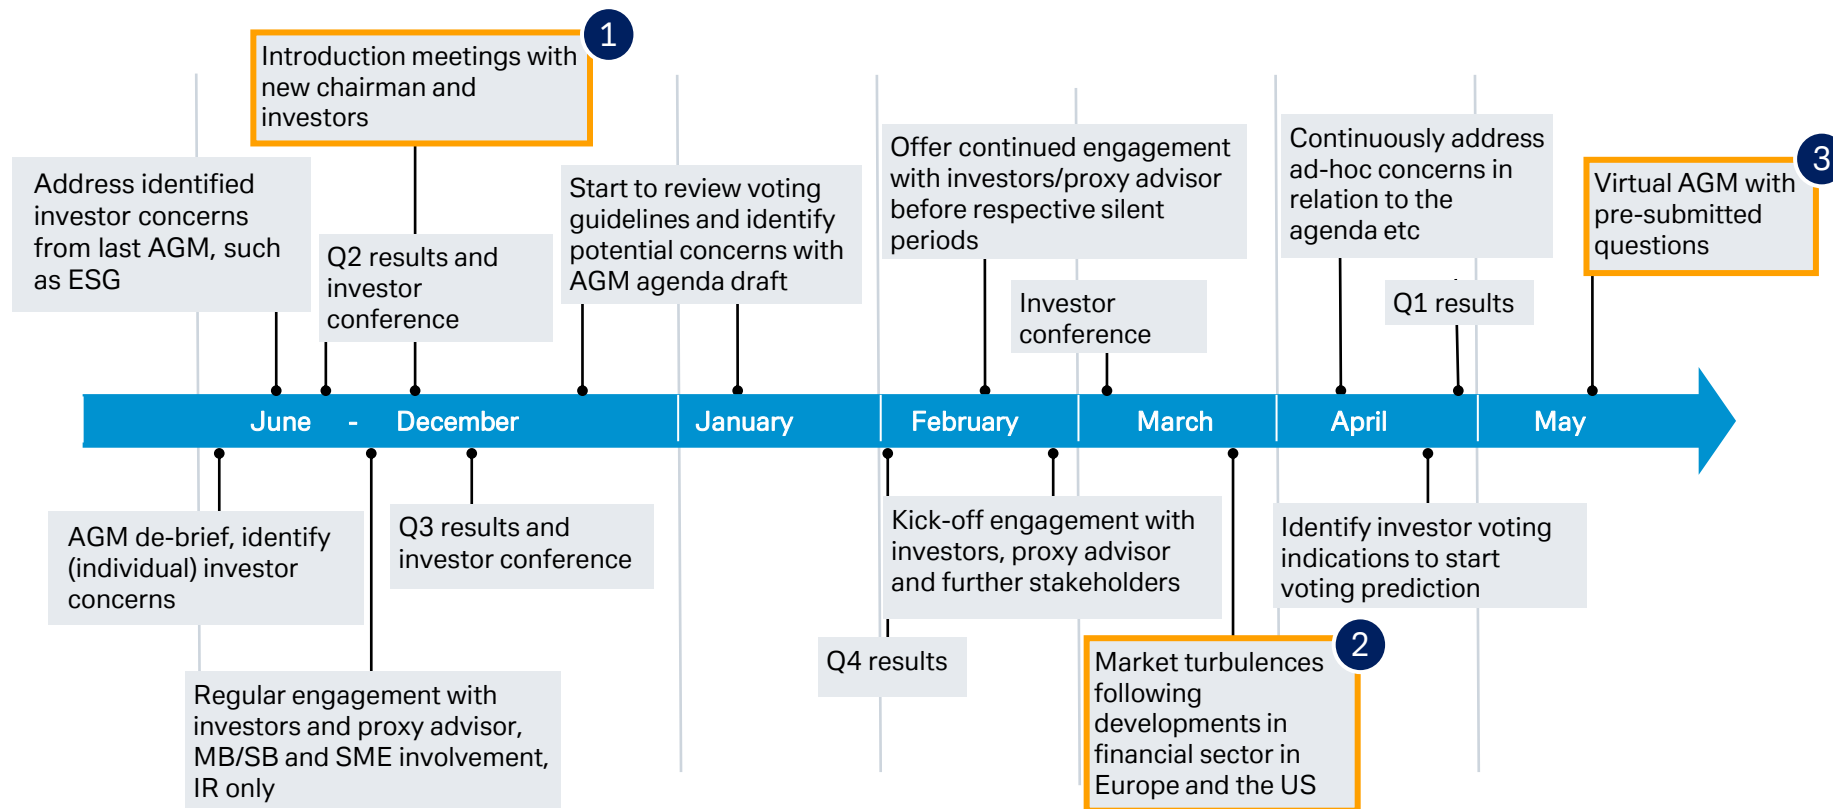 1
Introduction meetings with
new chairman and
investors
Address identified
investor concerns
from last AGM, such
as ESG
Q2 results and
investor
conference
Start to review voting
guidelines and identify
potential concerns with
AGM agenda draft
Offer continued engagement
with investors/proxy advisor
before respective silent
periods
Investor
conference
Continuously address
ad-hoc concerns in
relation to the
agenda etc
Q1 results
3
Virtual AGM with
pre-submitted
questions
June - December January February March April May
AGM de-brief, identify
(individual) investor
concerns
Regular engagement with
investors and proxy advisor,
MB/SB and SME involvement,
IR only
Q3 results and
investor conference
Q4 results
Kick-off engagement with
investors, proxy advisor
and further stakeholders
2
Market turbulences
following
developments in
financial sector in
Europe and the US
Identify investor voting
indications to start
voting prediction